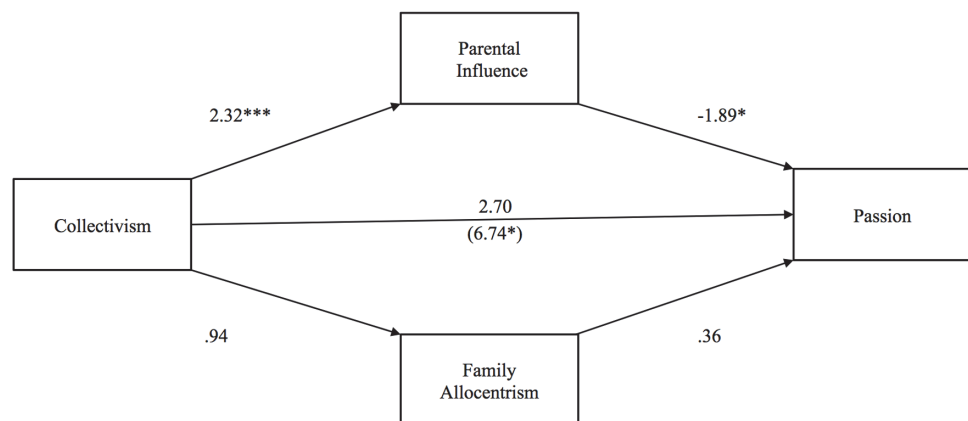 Parental
Influence
2.32***
-1.89*
Collectivism
2.70
(6.74*)
Passion
.94
.36
Family
Allocentrism